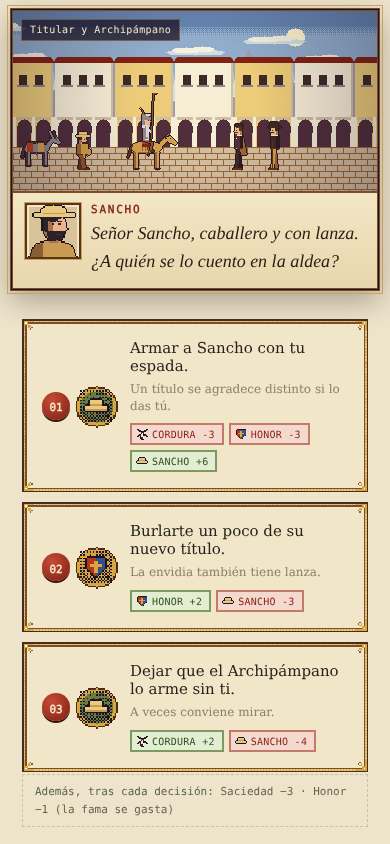 Titular y Archipámpano
SANCHO
Señor Sancho, caballero y con lanza.
¿A quién se lo cuento en la aldea?
01
Armar a Sancho con tu
espada.
Un título se agradece distinto si lo
das tú.
CORDURA -3
HONOR -3
SANCHO +6
02
Burlarte un poco de su
nuevo título.
La envidia también tiene lanza.
HONOR +2
SANCHO -3
03
Dejar que el Archipámpano
lo arme sin ti.
A veces conviene mirar.
CORDURA +2
SANCHO -4
Además, tras cada decisión: Saciedad −3 · Honor
−1 (la fama se gasta)